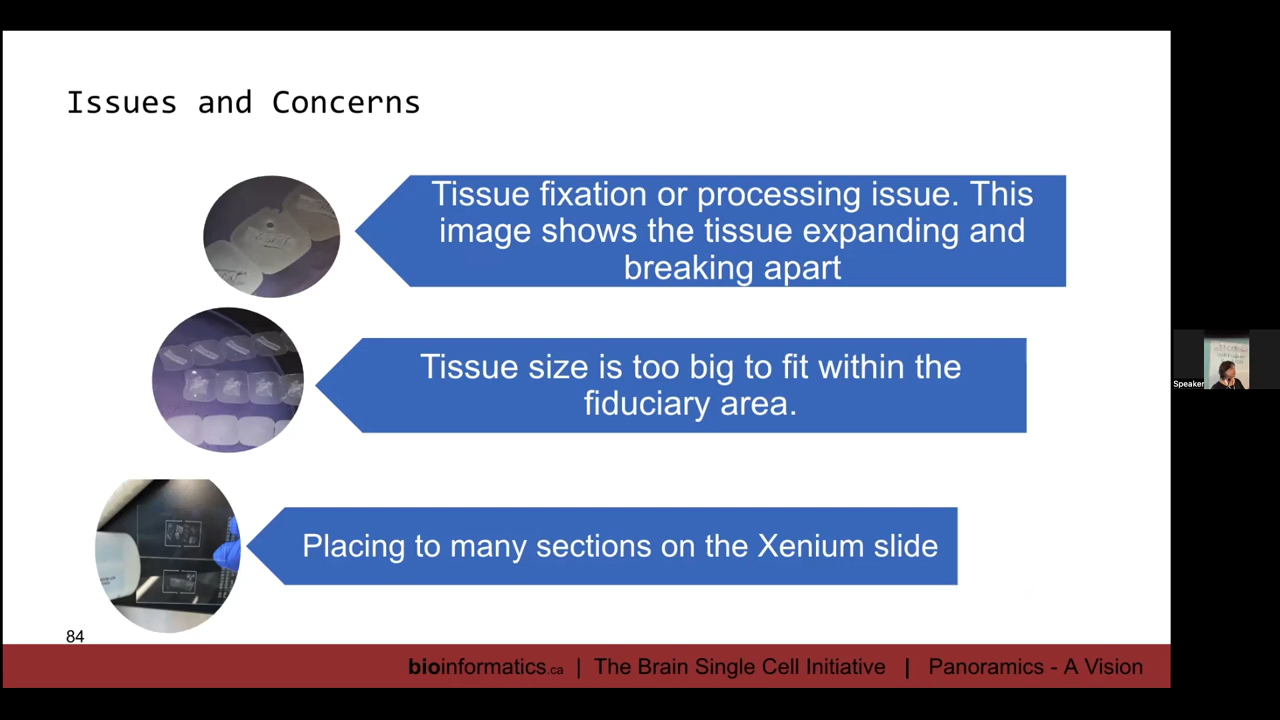 Issues and Concerns
Tissue fixation or processing issue. This
image shows the tissue expanding and
breaking apart
Tissue size is too big to fit within the
fiduciary area.
Placing to many sections on the Xenium slide
84
bioinformatics.ca | The Brain Single Cell Initiative | Panoramics - A Vision
Speaker